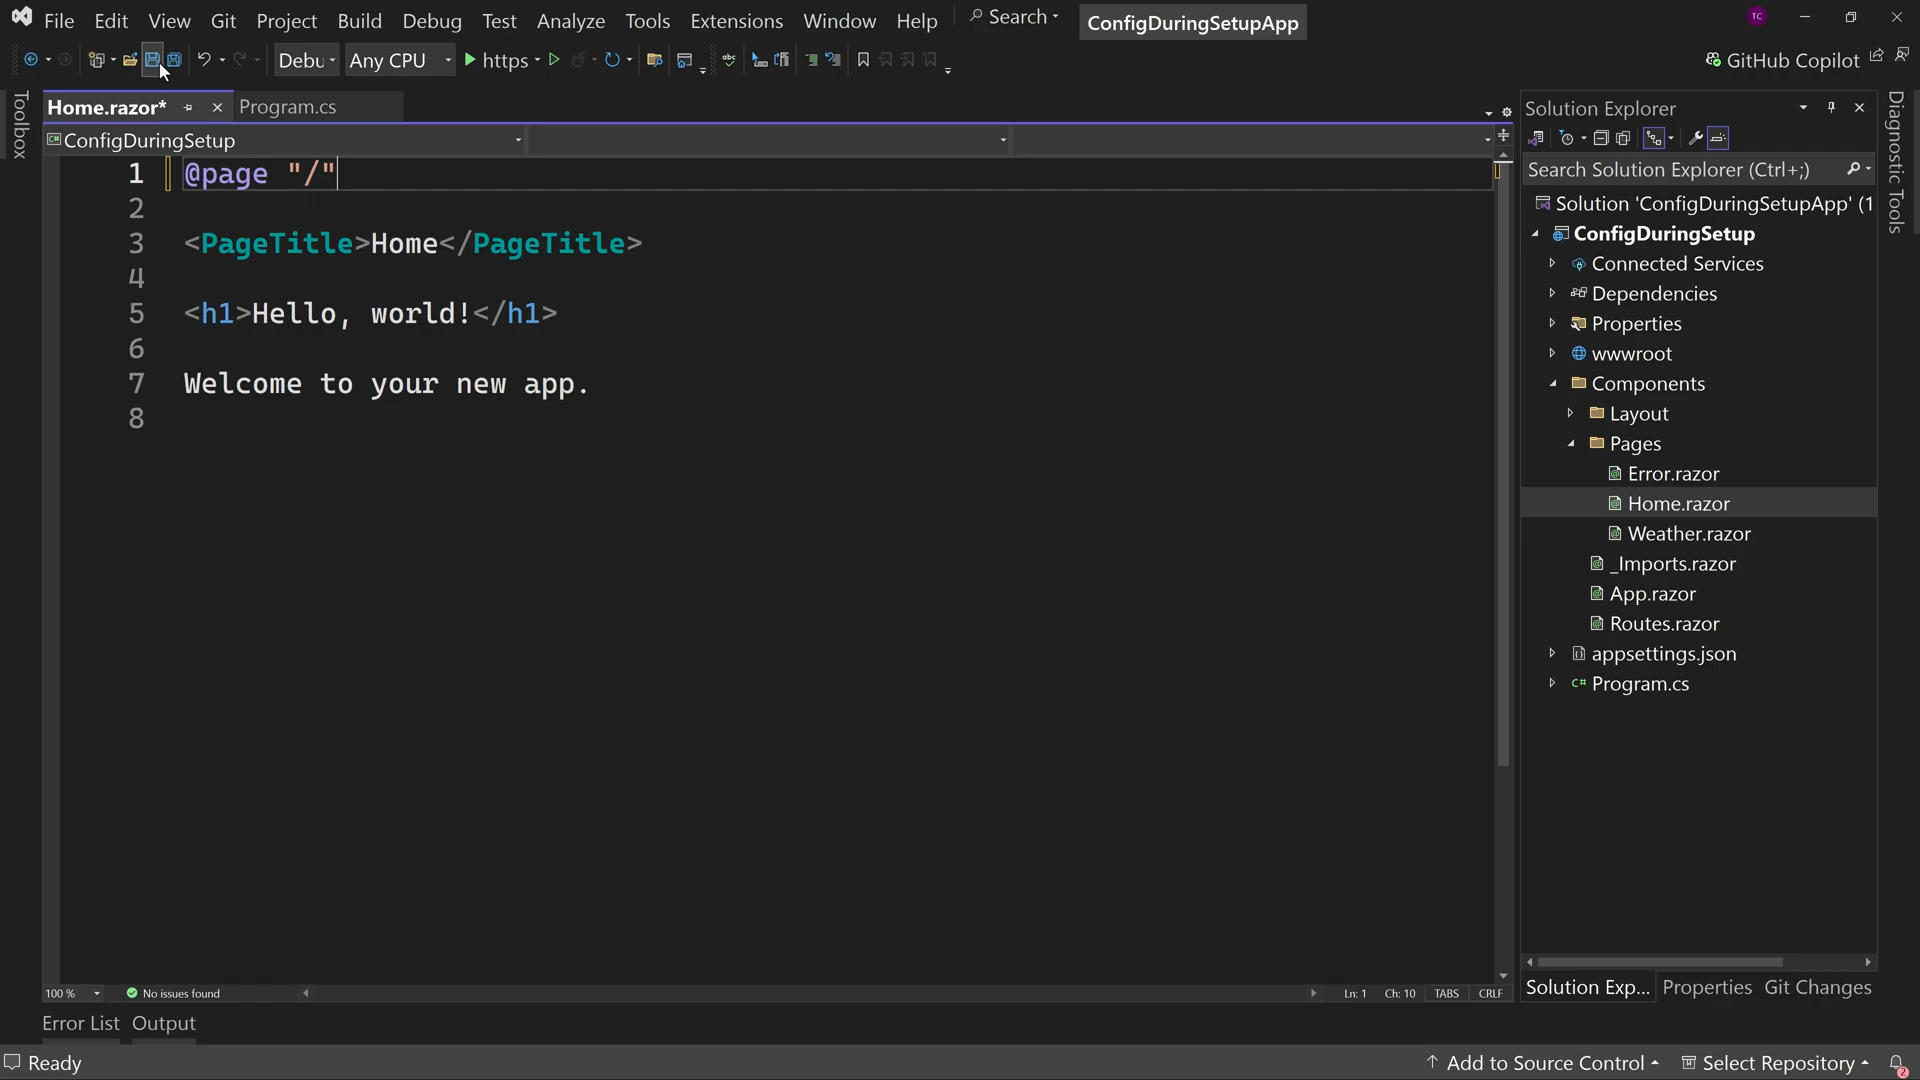 File Edit View Git Project Build Debug Test Analyze Tools Extensions Window Help Search ConfigDuringSetupApp TC
Debu Any CPU https abc GitHub Copilot
Toolbox
Home.razor* Program.cs
ConfigDuringSetup
1 @page "/"
2
3 <PageTitle>Home</PageTitle>
4
5 <h1>Hello, world!</h1>
6
7 Welcome to your new app.
8
100 % No issues found Ln: 1 Ch: 10 TABS CRLF
Solution Explorer
Search Solution Explorer (Ctrl+;)
Solution 'ConfigDuringSetupApp' (1
ConfigDuringSetup
Connected Services
Dependencies
Properties
wwwroot
Components
Layout
Pages
Error.razor
Home.razor
Weather.razor
_Imports.razor
App.razor
Routes.razor
appsettings.json
C# Program.cs
Solution Exp... Properties Git Changes
Diagnostic Tools
Error List Output
Ready Add to Source Control Select Repository 2